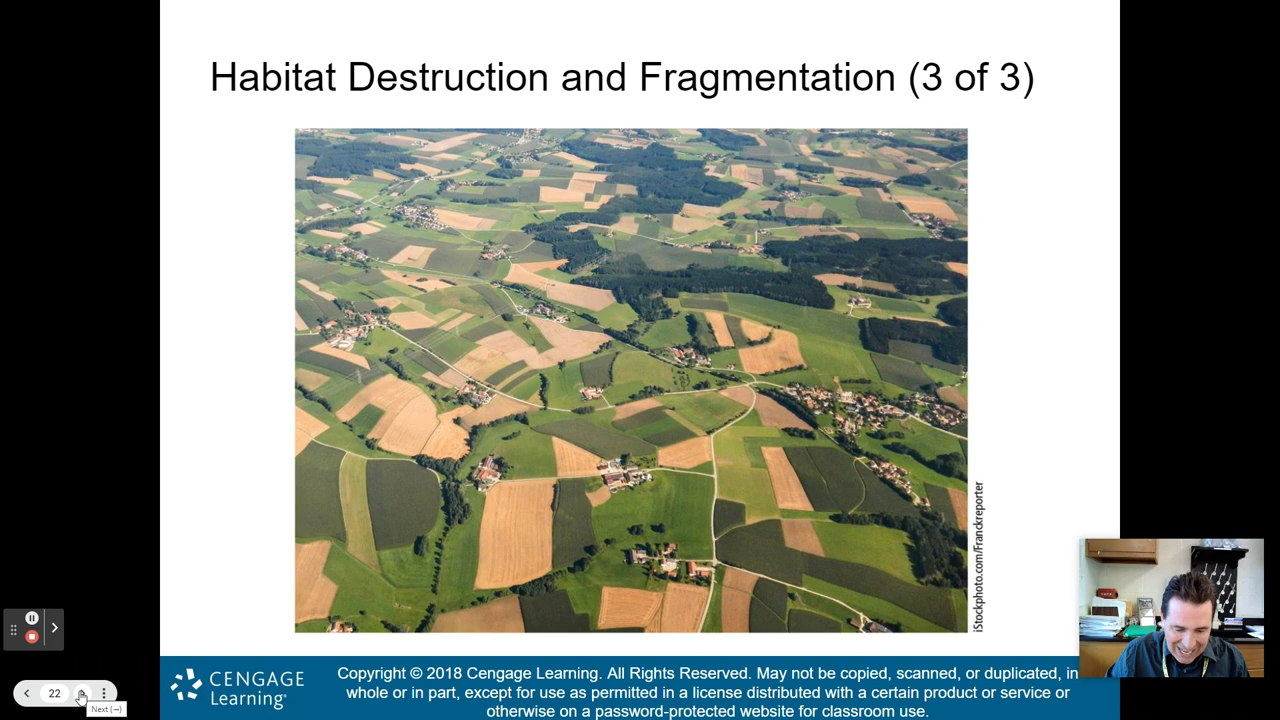 Habitat Destruction and Fragmentation (3 of 3)
iStockphoto.com/Franckreporter
22
Next (→)
CENGAGE
Learning®
Copyright © 2018 Cengage Learning. All Rights Reserved. May not be copied, scanned, or duplicated, in
whole or in part, except for use as permitted in a license distributed with a certain product or service or
otherwise on a password-protected website for classroom use.